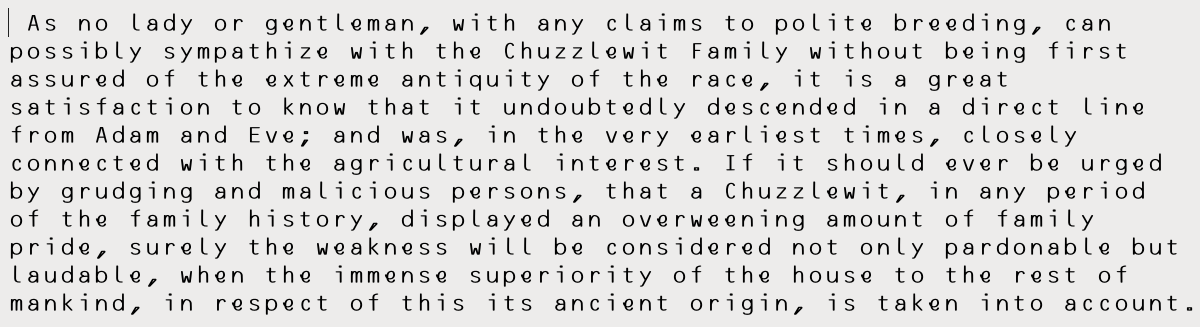 As no lady or gentleman, with any claims to polite breeding, can
possibly sympathize with the Chuzzlewit Family without being first
assured of the extreme antiquity of the race, it is a great
satisfaction to know that it undoubtedly descended in a direct line
from Adam and Eve; and was, in the very earliest times, closely
connected with the agricultural interest. If it should ever be urged
by grudging and malicious persons, that a Chuzzlewit, in any period
of the family history, displayed an overweening amount of family
pride, surely the weakness will be considered not only pardonable but
laudable, when the immense superiority of the house to the rest of
mankind, in respect of this its ancient origin, is taken into account.